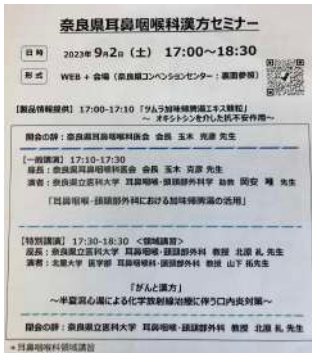 奈良県耳鼻咽喉科漢方セミナー
日時 2023年9月2日（土） 17:00～18:30
形式 WEB + 会場（奈良県コンベンションセンター：裏面参照）
【製品情報提供】17:00-17:10「ツムラ加味帰脾湯エキス顆粒」
～ オキシトシンを介した抗不安作用～
開会の辞：奈良県耳鼻咽喉科医会 会長 玉木 克彦 先生
【一般講演】17:10-17:30
座長：奈良県耳鼻咽喉科医会 会長 玉木 克彦 先生
演者：奈良県立医科大学 耳鼻咽喉・頭頸部外科学 助教 岡安 唯 先生
「耳鼻咽喉・頭頸部外科における加味帰脾湯の活用」
【特別講演】17:30-18:30 ＜領域講習＞
座長：奈良県立医科大学 耳鼻咽喉・頭頸部外科 教授 北原 糺 先生
演者：北里大学 医学部 耳鼻咽喉科・頭頸部外科 教授 山下 拓先生
「がんと漢方」
～半夏瀉心湯による化学放射線治療に伴う口内炎対策～
閉会の辞：奈良県立医科大学 耳鼻咽喉・頭頸部外科 教授 北原 糺 先生
＊耳鼻咽喉科領域講習